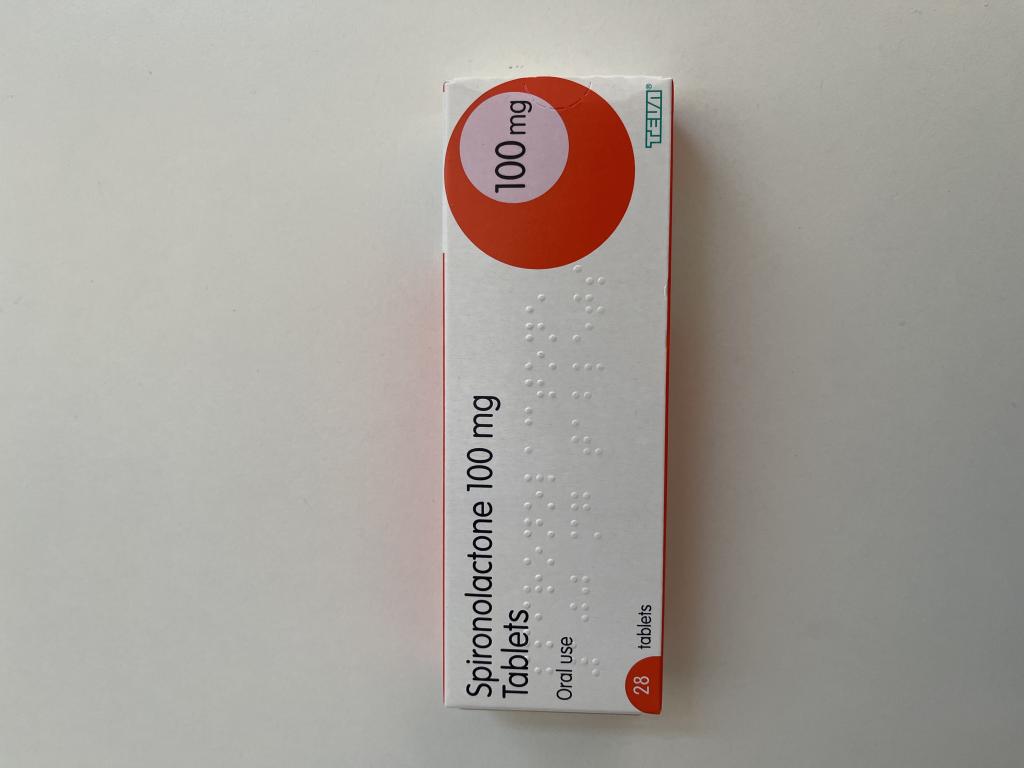 100 mg
TEVA®
Spironolactone 100 mg
Tablets
Oral use
28 tablets